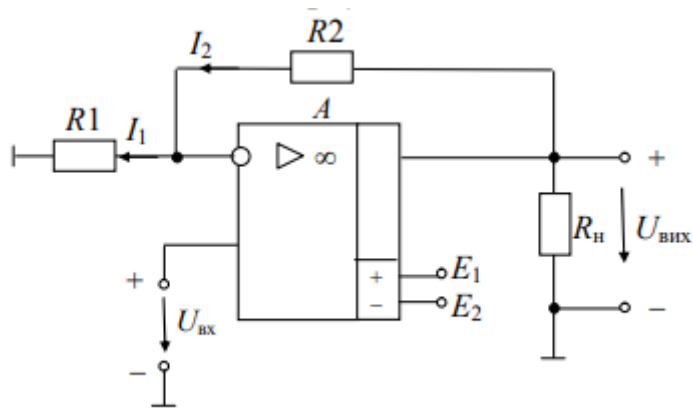 R2
I₂
A
R1
I₁
▷ ∞
+
Rн
Uвих
+
−
E₁
E₂
+
Uвх
−
−